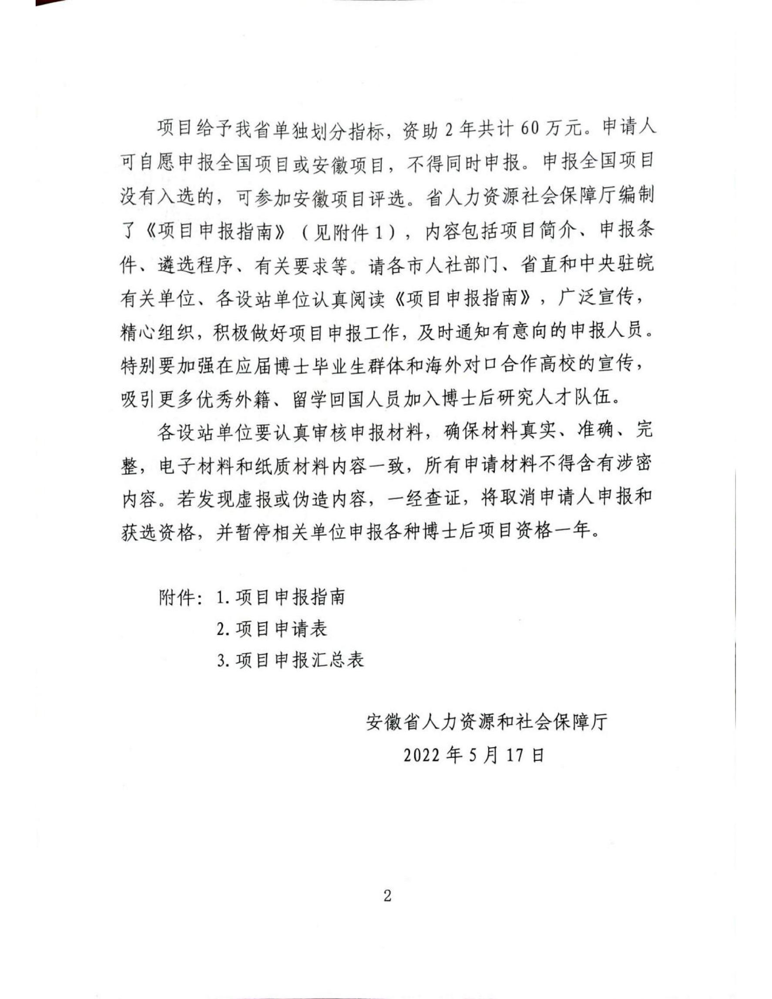 项目给予我省单独划分指标，资助 2 年共计 60 万元。申请人
可自愿申报全国项目或安徽项目，不得同时申报。申报全国项目
没有入选的，可参加安徽项目评选。省人力资源社会保障厅编制
了《项目申报指南》（见附件 1），内容包括项目简介、申报条
件、遴选程序、有关要求等。请各市人社部门、省直和中央驻皖
有关单位、各设站单位认真阅读《项目申报指南》，广泛宣传，
精心组织，积极做好项目申报工作，及时通知有意向的申报人员。
特别要加强在应届博士毕业生群体和海外对口合作高校的宣传，
吸引更多优秀外籍、留学回国人员加入博士后研究人才队伍。
各设站单位要认真审核申报材料，确保材料真实、准确、完
整，电子材料和纸质材料内容一致，所有申请材料不得含有涉密
内容。若发现虚报或伪造内容，一经查证，将取消申请人申报和
获选资格，并暂停相关单位申报各种博士后项目资格一年。
附件：1. 项目申报指南
2. 项目申请表
3. 项目申报汇总表
安徽省人力资源和社会保障厅
2022 年 5 月 17 日
2